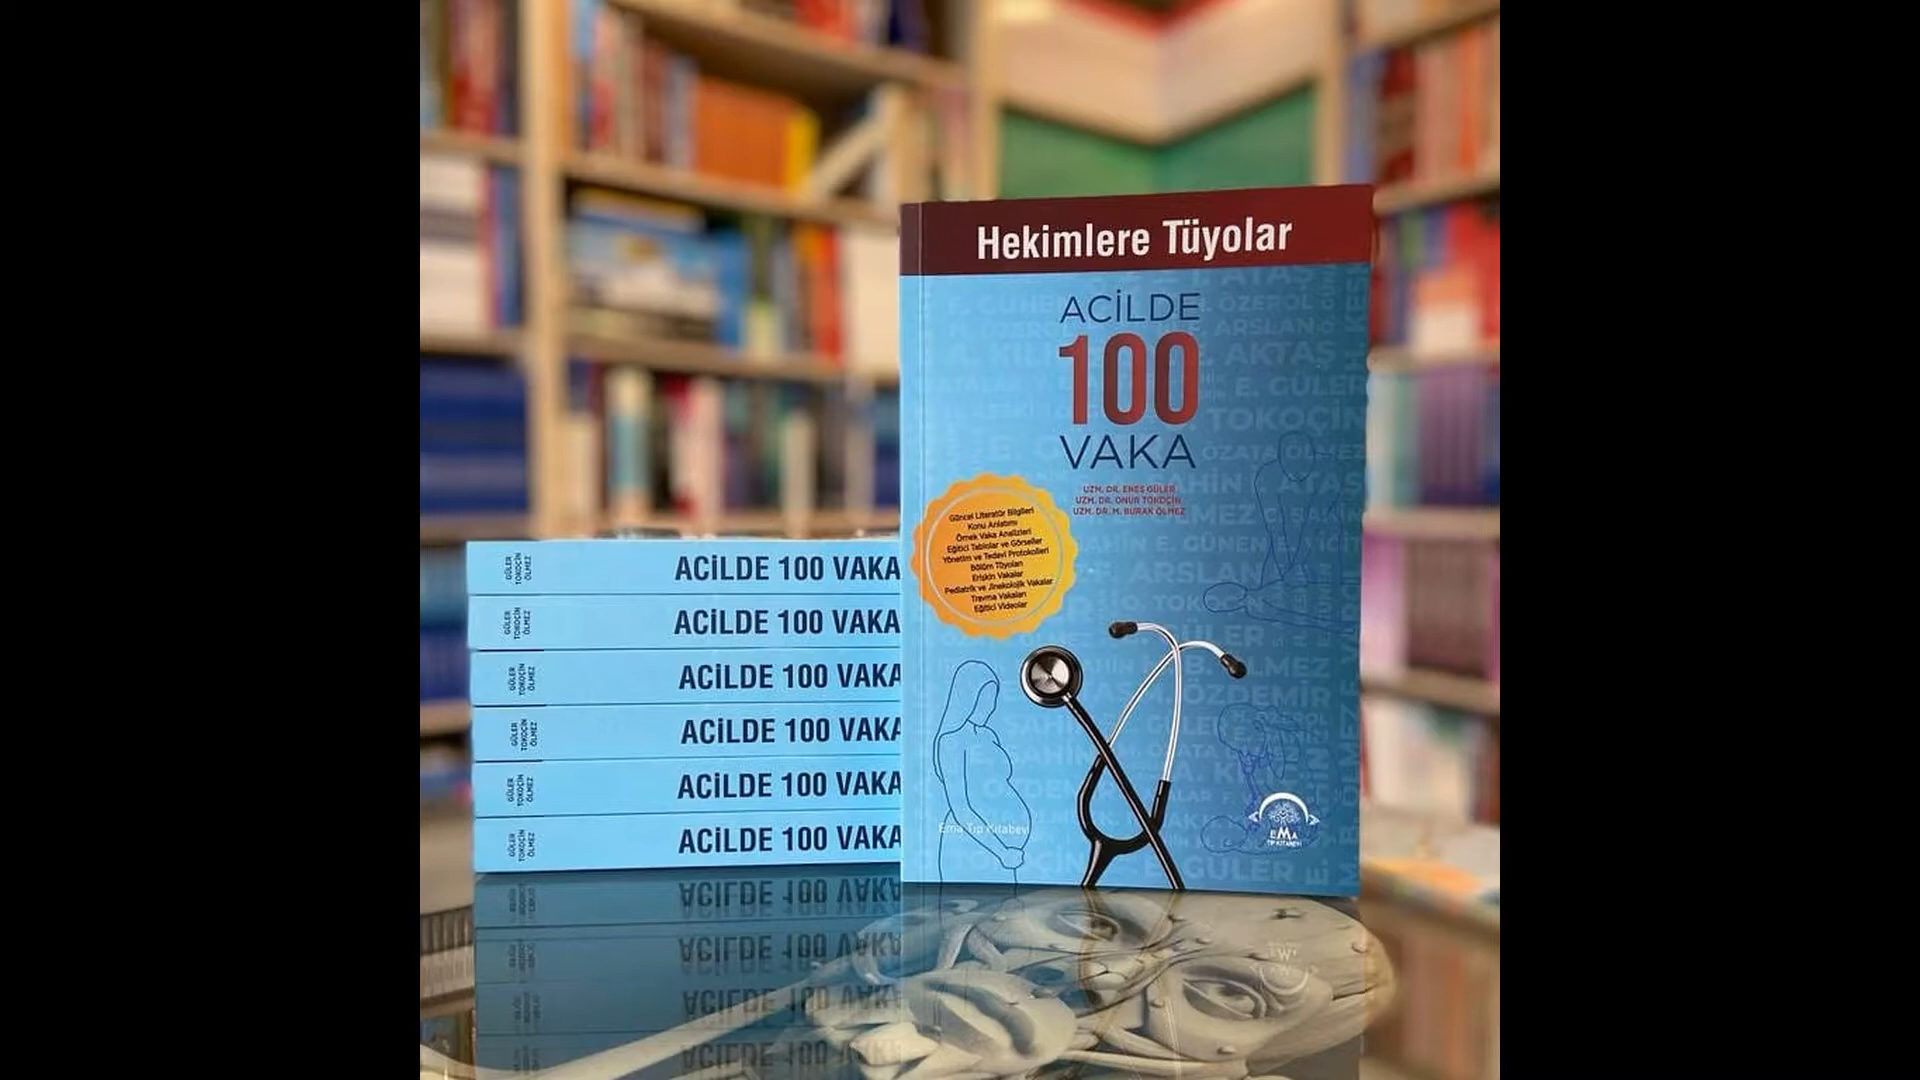 Hekimlere Tüyolar
ACİLDE
100
VAKA
UZM. DR. ENES GÜLER
UZM. DR. ONUR TOKOÇİN
UZM. DR. M. BURAK ÖLMEZ
Güncel Literatür Bilgileri
Konu Anlatımı
Örnek Vaka Analizleri
Eğitici Tablolar ve Görseller
Yönetim ve Tedavi Protokolleri
Bölüm Tüyoları
Erişkin Vakalar
Pediatrik ve Jinekolojik Vakalar
Travma Vakaları
Eğitici Videolar
Ema Tıp Kitabevi
EMA
TIP KİTABEVİ
GÜLER
TOKOÇİN
ÖLMEZ
ACİLDE 100 VAKA
GÜLER
TOKOÇİN
ÖLMEZ
ACİLDE 100 VAKA
GÜLER
TOKOÇİN
ÖLMEZ
ACİLDE 100 VAKA
GÜLER
TOKOÇİN
ÖLMEZ
ACİLDE 100 VAKA
GÜLER
TOKOÇİN
ÖLMEZ
ACİLDE 100 VAKA
GÜLER
TOKOÇİN
ÖLMEZ
ACİLDE 100 VAKA